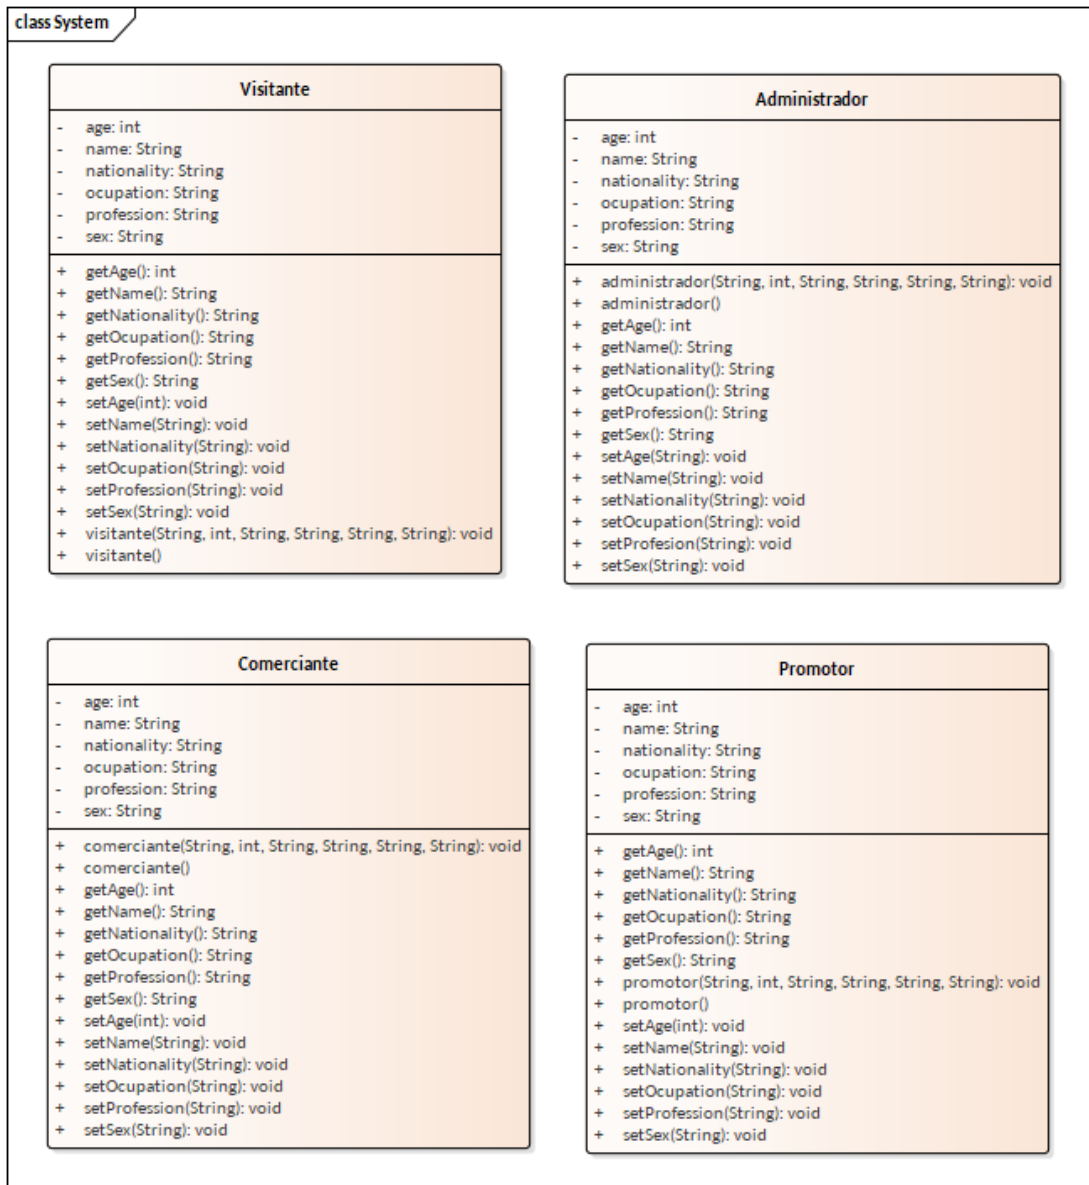 class System
Visitante
- age: int
- name: String
- nationality: String
- ocupation: String
- profession: String
- sex: String
+ getAge(): int
+ getName(): String
+ getNationality(): String
+ getOcupation(): String
+ getProfession(): String
+ getSex(): String
+ setAge(int): void
+ setName(String): void
+ setNationality(String): void
+ setOcupation(String): void
+ setProfession(String): void
+ setSex(String): void
+ visitante(String, int, String, String, String, String): void
+ visitante()
Administrador
- age: int
- name: String
- nationality: String
- ocupation: String
- profession: String
- sex: String
+ administrador(String, int, String, String, String, String): void
+ administrador()
+ getAge(): int
+ getName(): String
+ getNationality(): String
+ getOcupation(): String
+ getProfession(): String
+ getSex(): String
+ setAge(String): void
+ setName(String): void
+ setNationality(String): void
+ setOcupation(String): void
+ setProfesion(String): void
+ setSex(String): void
Comerciante
- age: int
- name: String
- nationality: String
- ocupation: String
- profession: String
- sex: String
+ comerciante(String, int, String, String, String, String): void
+ comerciante()
+ getAge(): int
+ getName(): String
+ getNationality(): String
+ getOcupation(): String
+ getProfession(): String
+ getSex(): String
+ setAge(int): void
+ setName(String): void
+ setNationality(String): void
+ setOcupation(String): void
+ setProfession(String): void
+ setSex(String): void
Promotor
- age: int
- name: String
- nationality: String
- ocupation: String
- profession: String
- sex: String
+ getAge(): int
+ getName(): String
+ getNationality(): String
+ getOcupation(): String
+ getProfession(): String
+ getSex(): String
+ promotor(String, int, String, String, String, String): void
+ promotor()
+ setAge(int): void
+ setName(String): void
+ setNationality(String): void
+ setOcupation(String): void
+ setProfession(String): void
+ setSex(String): void